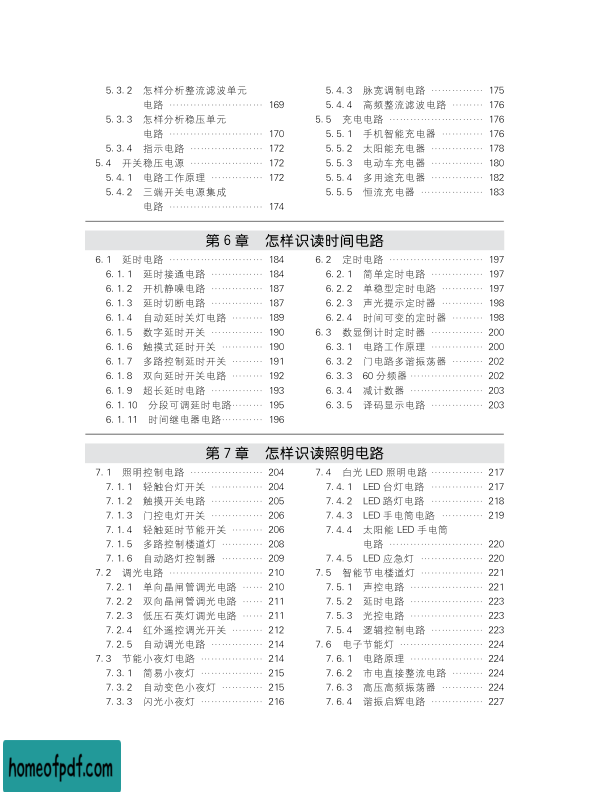 5.3.2 怎样分析整流滤波单元
电路 ………………………… 169
5.3.3 怎样分析稳压单元
电路 ………………………… 170
5.3.4 指示电路 ………………… 172
5.4 开关稳压电源 ………………… 172
5.4.1 电路工作原理 …………… 172
5.4.2 三端开关电源集成
电路 ………………………… 174
5.4.3 脉宽调制电路 …………… 175
5.4.4 高频整流滤波电路 ……… 176
5.5 充电电路 ……………………… 176
5.5.1 手机智能充电器 ………… 176
5.5.2 太阳能充电器 …………… 178
5.5.3 电动车充电器 …………… 180
5.5.4 多用途充电器 …………… 182
5.5.5 恒流充电器 ……………… 183
第 6 章 怎样识读时间电路
6.1 延时电路 ……………………… 184
6.1.1 延时接通电路 …………… 184
6.1.2 开机静噪电路 …………… 187
6.1.3 延时切断电路 …………… 187
6.1.4 自动延时关灯电路 ……… 189
6.1.5 数字延时开关 …………… 190
6.1.6 触摸式延时开关 ………… 190
6.1.7 多路控制延时开关 ……… 191
6.1.8 双向延时开关电路 ……… 192
6.1.9 超长延时电路 …………… 193
6.1.10 分段可调延时电路……… 195
6.1.11 时间继电器电路………… 196
6.2 定时电路 ……………………… 197
6.2.1 简单定时电路 …………… 197
6.2.2 单稳型定时电路 ………… 197
6.2.3 声光提示定时器 ………… 198
6.2.4 时间可变的定时器 ……… 198
6.3 数显倒计时定时器 …………… 200
6.3.1 电路工作原理 …………… 200
6.3.2 门电路多谐振荡器 ……… 202
6.3.3 60 分频器 ………………… 202
6.3.4 减计数器 ………………… 203
6.3.5 译码显示电路 …………… 203
第 7 章 怎样识读照明电路
7.1 照明控制电路 ………………… 204
7.1.1 轻触台灯开关 …………… 204
7.1.2 触摸开关电路 …………… 205
7.1.3 门控电灯开关 …………… 206
7.1.4 轻触延时节能开关 ……… 206
7.1.5 多路控制楼道灯 ………… 208
7.1.6 自动路灯控制器 ………… 209
7.2 调光电路 ……………………… 210
7.2.1 单向晶闸管调光电路 …… 210
7.2.2 双向晶闸管调光电路 …… 211
7.2.3 低压石英灯调光电路 …… 211
7.2.4 红外遥控调光开关 ……… 212
7.2.5 自动调光电路 …………… 214
7.3 节能小夜灯电路 ……………… 214
7.3.1 简易小夜灯 ……………… 215
7.3.2 自动变色小夜灯 ………… 215
7.3.3 闪光小夜灯 ……………… 216
7.4 白光 LED 照明电路…………… 217
7.4.1 LED 台灯电路 …………… 217
7.4.2 LED 路灯电路 …………… 218
7.4.3 LED 手电筒电路 ………… 219
7.4.4 太阳能 LED 手电筒
电路 ………………………… 220
7.4.5 LED 应急灯 ……………… 220
7.5 智能节电楼道灯 ……………… 221
7.5.1 声控电路 ………………… 221
7.5.2 延时电路 ………………… 223
7.5.3 光控电路 ………………… 223
7.5.4 逻辑控制电路 …………… 223
7.6 电子节能灯 …………………… 224
7.6.1 电路原理 ………………… 224
7.6.2 市电直接整流电路 ……… 224
7.6.3 高压高频振荡器 ………… 224
7.6.4 谐振启辉电路 …………… 227
homeofpdf.com